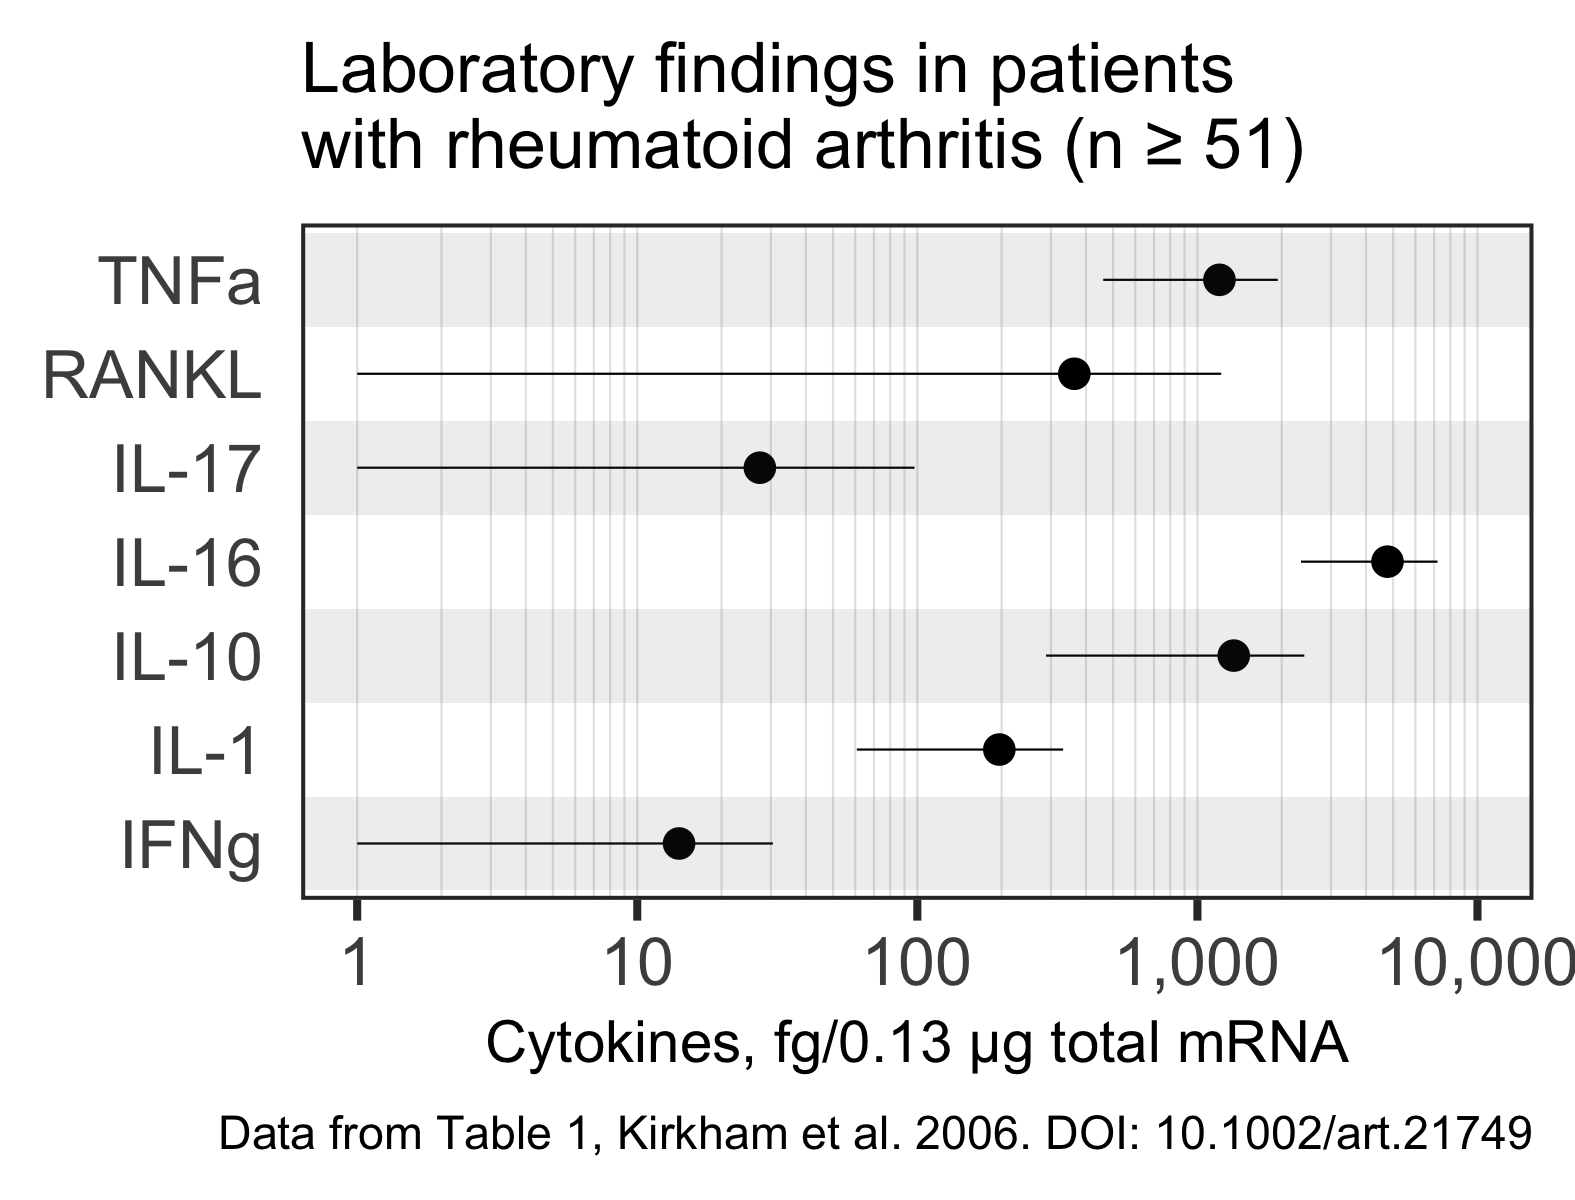 Laboratory findings in patients
with rheumatoid arthritis (n ≥ 51)
TNFa
RANKL
IL-17
IL-16
IL-10
IL-1
IFNg
1 10 100 1,000 10,000
Cytokines, fg/0.13 µg total mRNA
Data from Table 1, Kirkham et al. 2006. DOI: 10.1002/art.21749